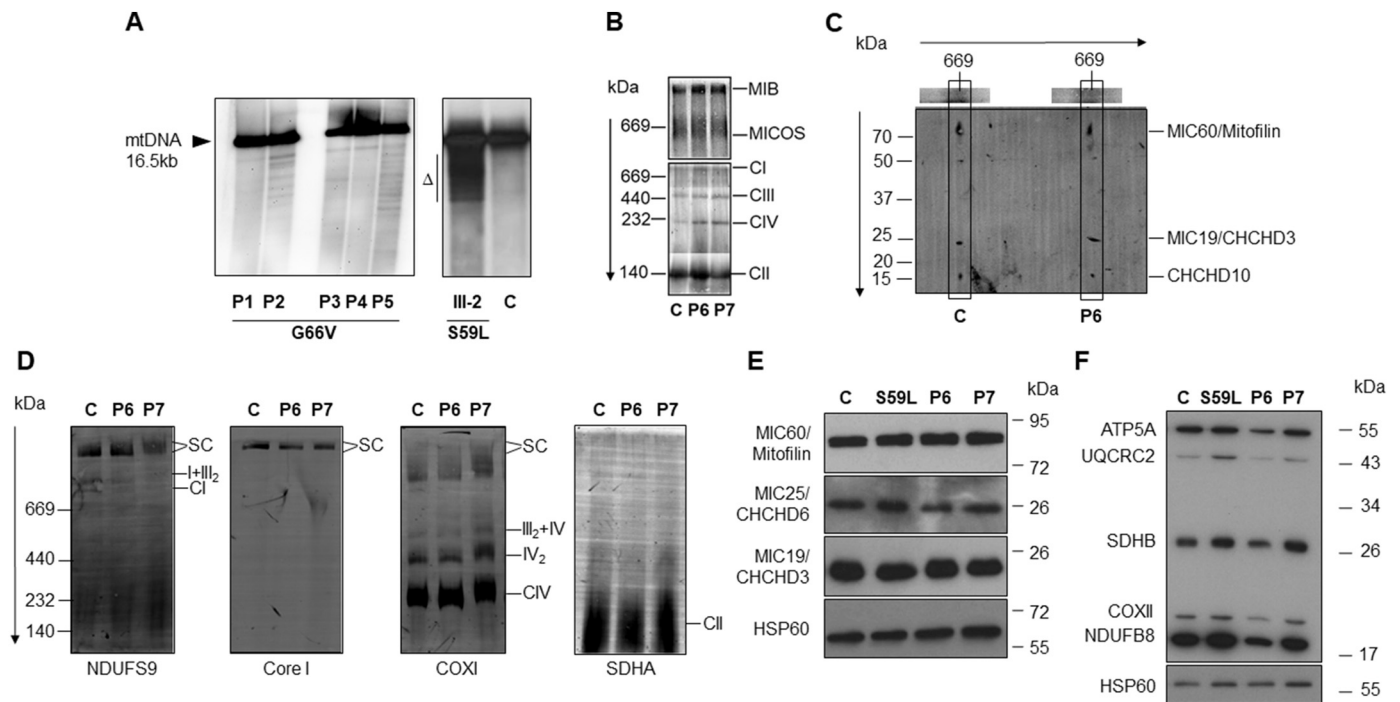 A
mtDNA
16.5kb
Δ
P1 P2 P3 P4 P5
G66V
III-2 C
S59L
B
kDa
669
669
440
232
140
MIB
MICOS
CI
CIII
CIV
CII
C P6 P7
C
kDa
669 669
70
50
37
25
20
15
MIC60/Mitofilin
MIC19/CHCHD3
CHCHD10
C P6
D
kDa
669
440
232
140
C P6 P7
SC
I+III2
CI
NDUFS9
C P6 P7
SC
Core I
C P6 P7
SC
III2+IV
IV2
CIV
COXI
C P6 P7
CII
SDHA
E
C S59L P6 P7
kDa
MIC60/
Mitofilin
95
72
MIC25/
CHCHD6
26
MIC19/
CHCHD3
26
HSP60
72
55
F
C S59L P6 P7
kDa
ATP5A
UQCRC2
SDHB
COXII
NDUFB8
HSP60
55
43
34
26
17
55